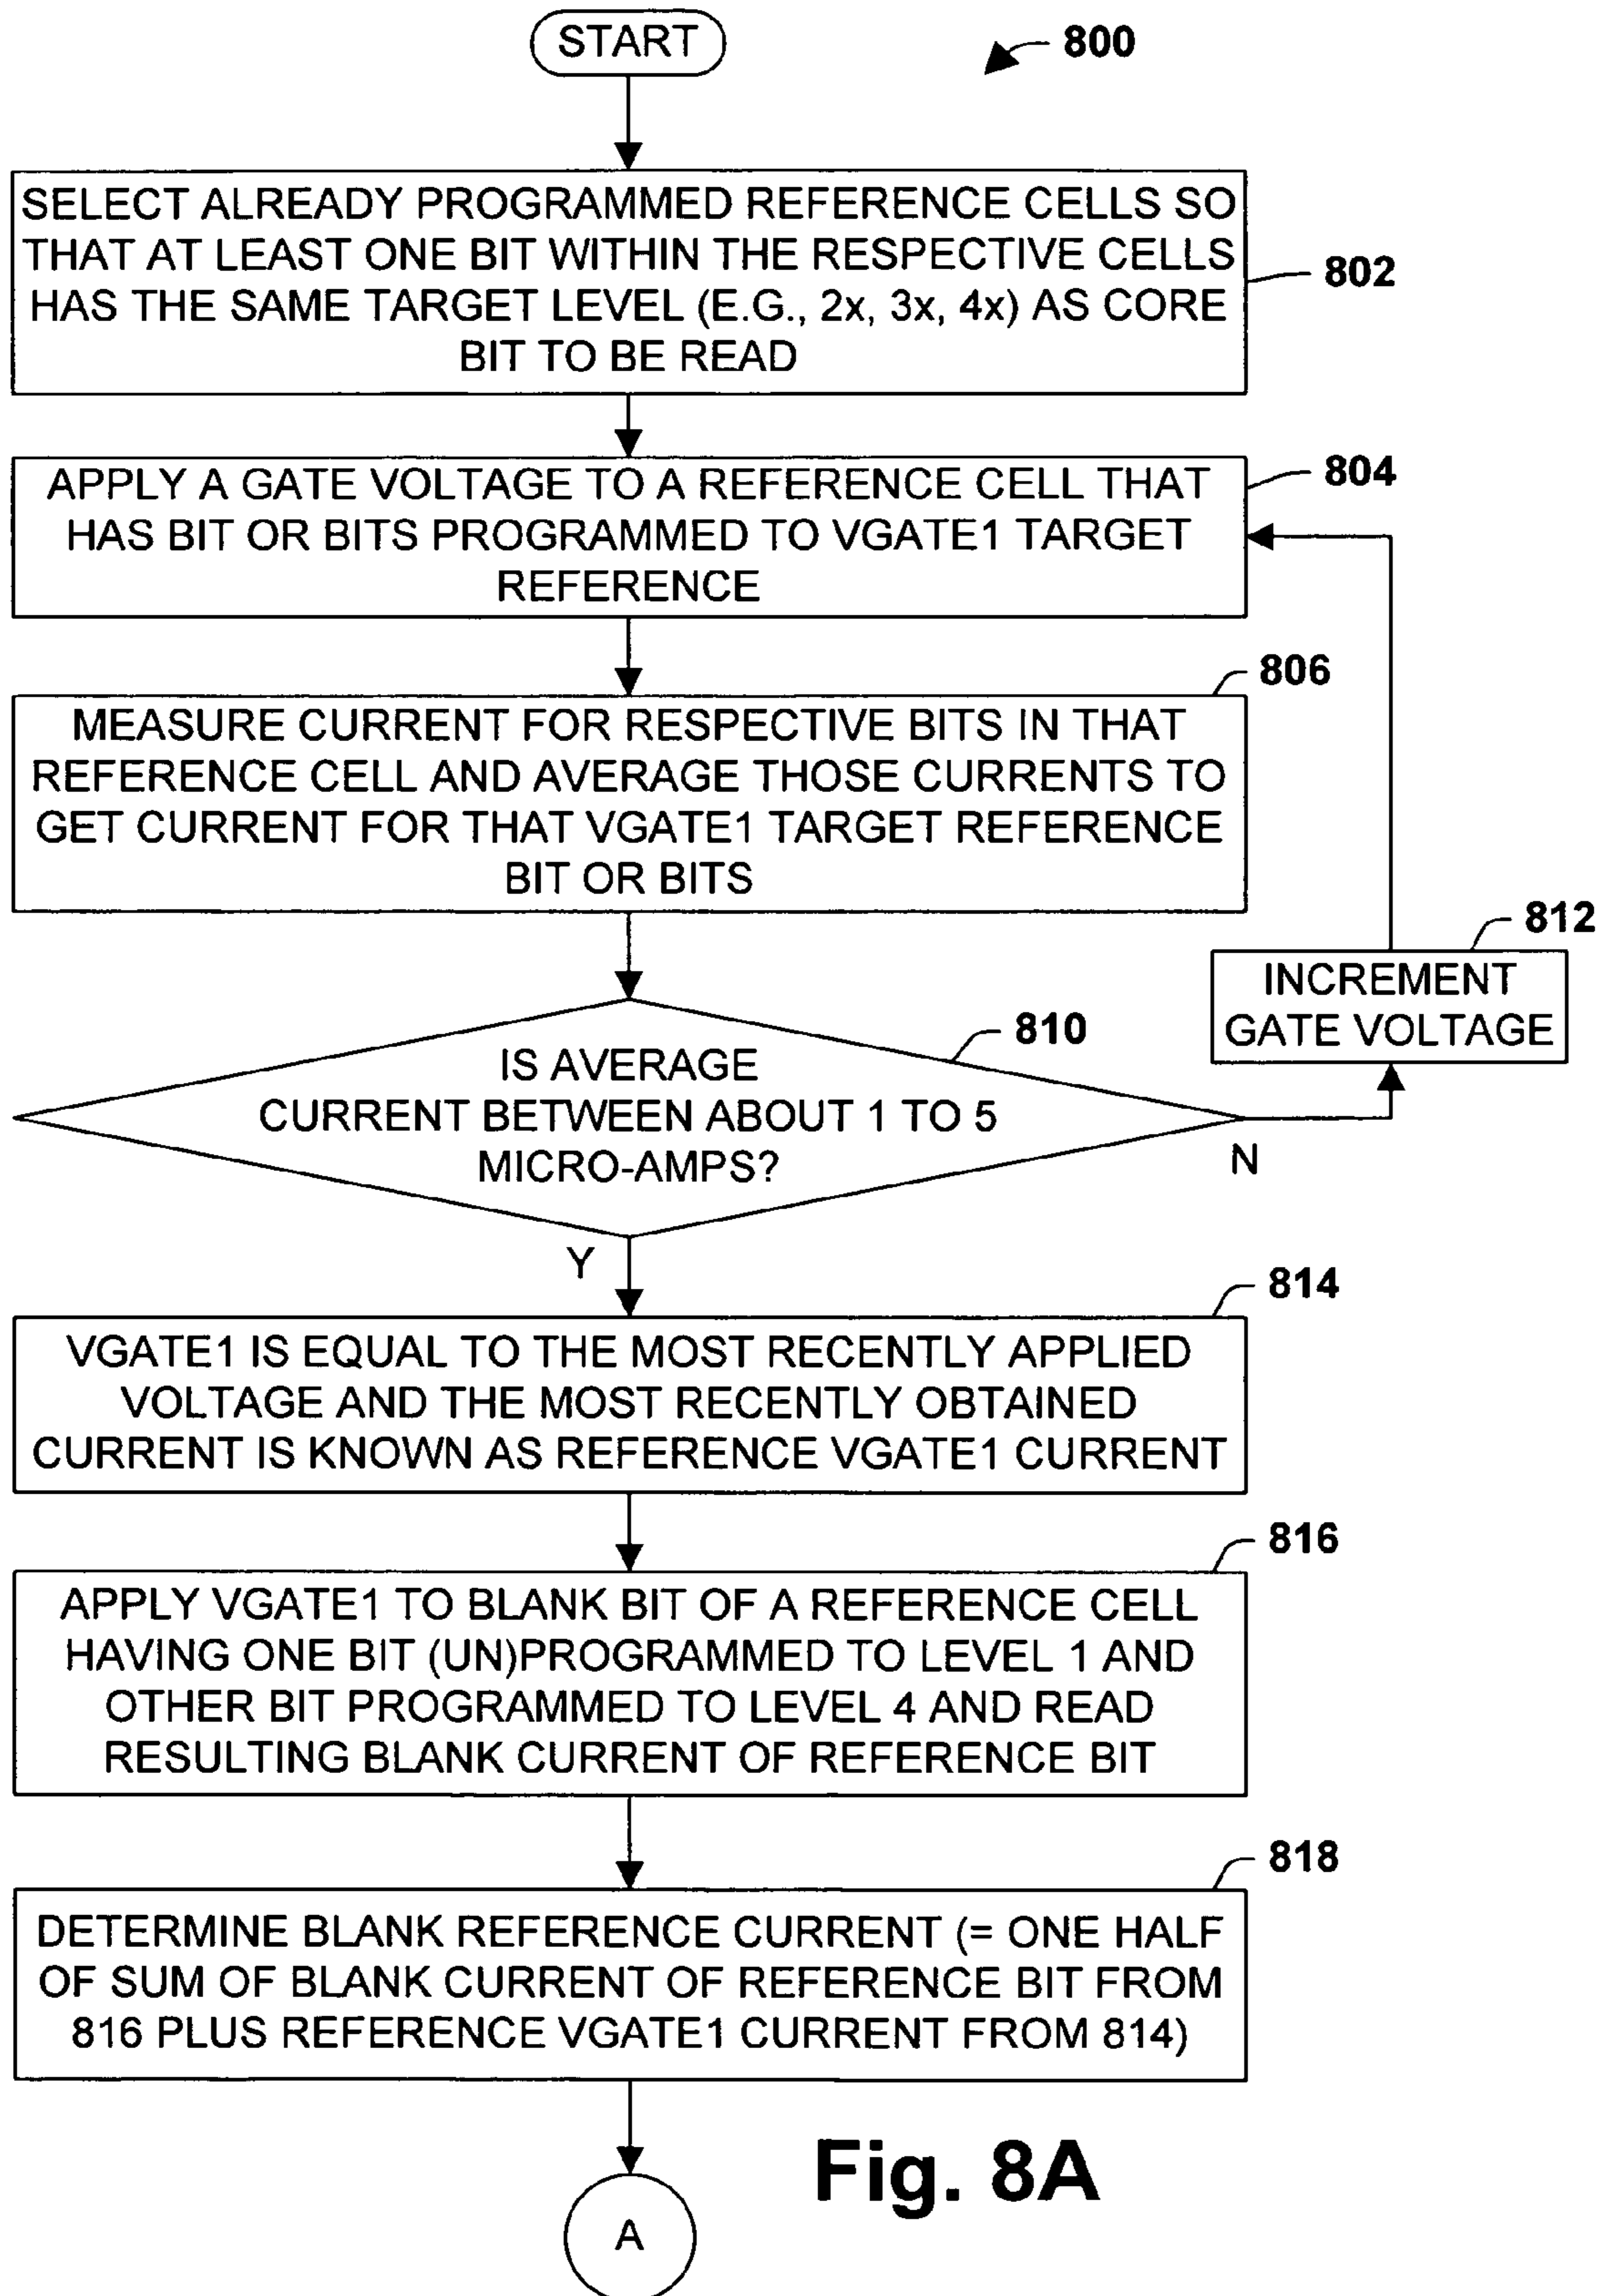 START
800
SELECT ALREADY PROGRAMMED REFERENCE CELLS SO
THAT AT LEAST ONE BIT WITHIN THE RESPECTIVE CELLS
HAS THE SAME TARGET LEVEL (E.G., 2x, 3x, 4x) AS CORE
BIT TO BE READ
802
APPLY A GATE VOLTAGE TO A REFERENCE CELL THAT
HAS BIT OR BITS PROGRAMMED TO VGATE1 TARGET
REFERENCE
804
806
MEASURE CURRENT FOR RESPECTIVE BITS IN THAT
REFERENCE CELL AND AVERAGE THOSE CURRENTS TO
GET CURRENT FOR THAT VGATE1 TARGET REFERENCE
BIT OR BITS
812
INCREMENT
GATE VOLTAGE
810
IS AVERAGE
CURRENT BETWEEN ABOUT 1 TO 5
MICRO-AMPS?
N
Y
814
VGATE1 IS EQUAL TO THE MOST RECENTLY APPLIED
VOLTAGE AND THE MOST RECENTLY OBTAINED
CURRENT IS KNOWN AS REFERENCE VGATE1 CURRENT
816
APPLY VGATE1 TO BLANK BIT OF A REFERENCE CELL
HAVING ONE BIT (UN)PROGRAMMED TO LEVEL 1 AND
OTHER BIT PROGRAMMED TO LEVEL 4 AND READ
RESULTING BLANK CURRENT OF REFERENCE BIT
818
DETERMINE BLANK REFERENCE CURRENT (= ONE HALF
OF SUM OF BLANK CURRENT OF REFERENCE BIT FROM
816 PLUS REFERENCE VGATE1 CURRENT FROM 814)
Fig. 8A
A